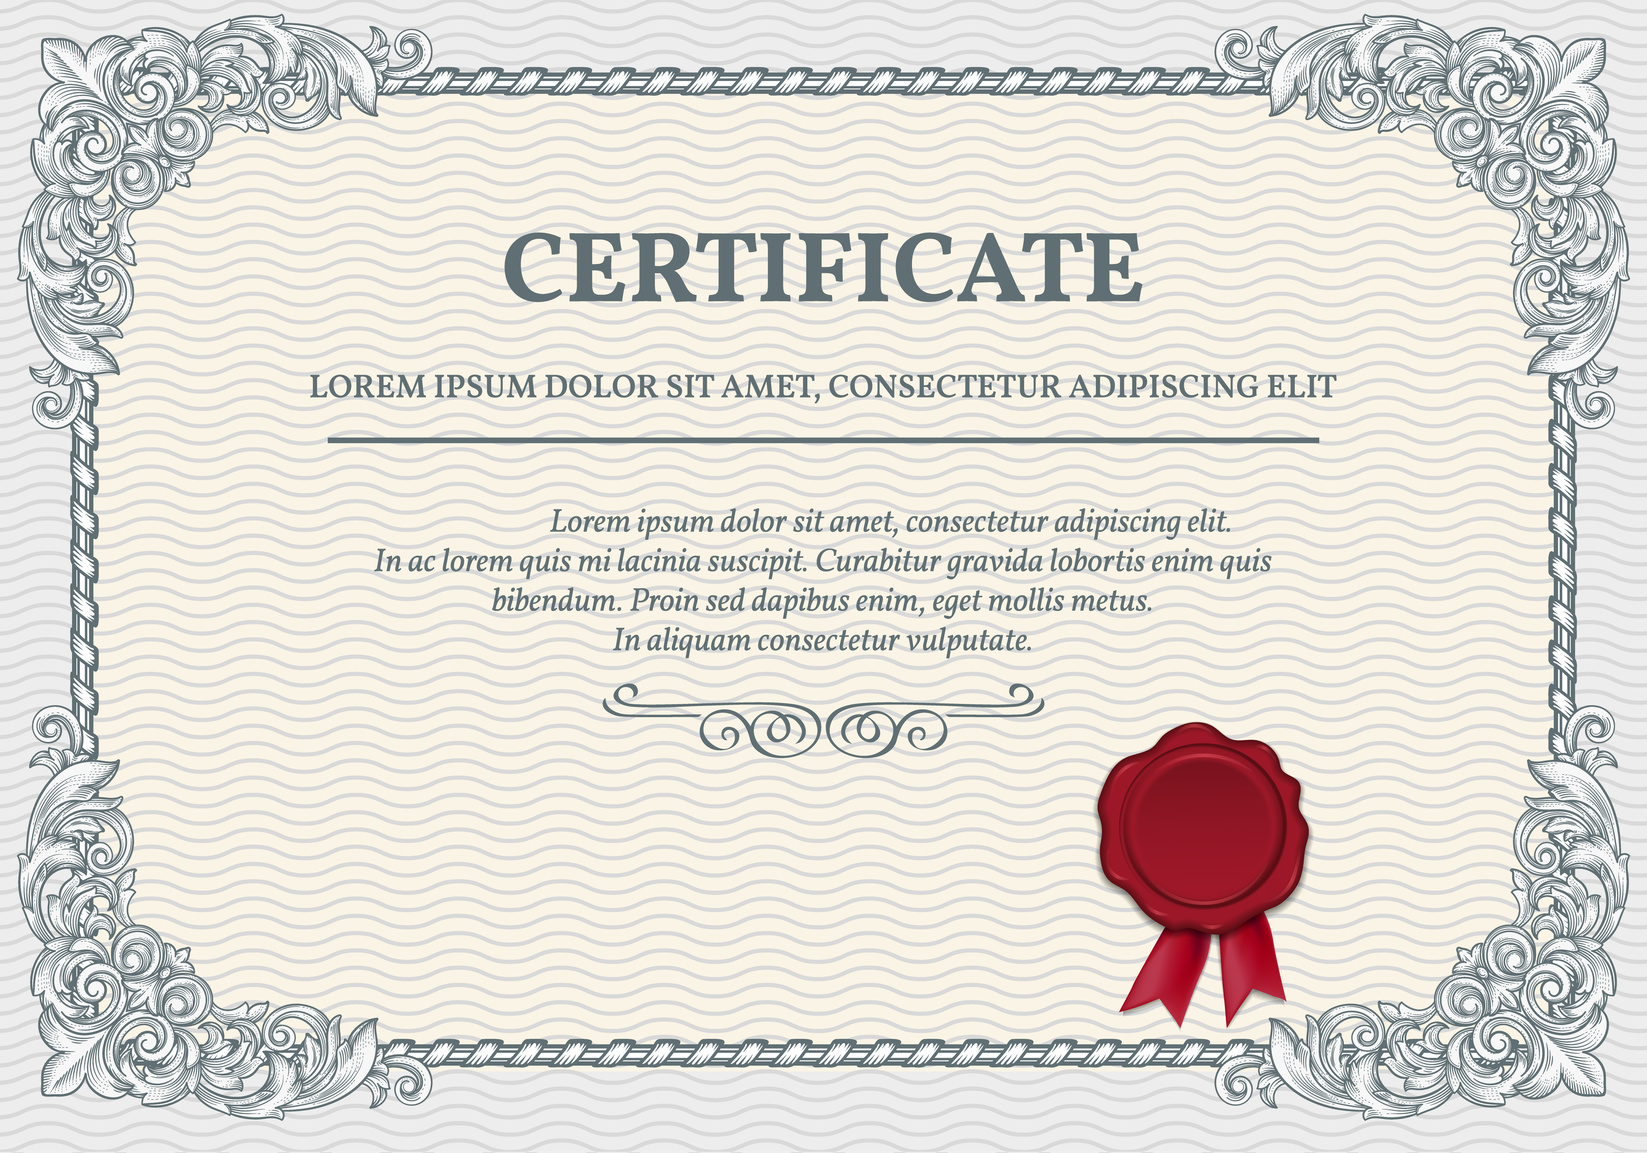 CERTIFICATE
LOREM IPSUM DOLOR SIT AMET, CONSECTETUR ADIPISCING ELIT
Lorem ipsum dolor sit amet, consectetur adipiscing elit.
In ac lorem quis mi lacinia suscipit. Curabitur gravida lobortis enim quis
bibendum. Proin sed dapibus enim, eget mollis metus.
In aliquam consectetur vulputate.